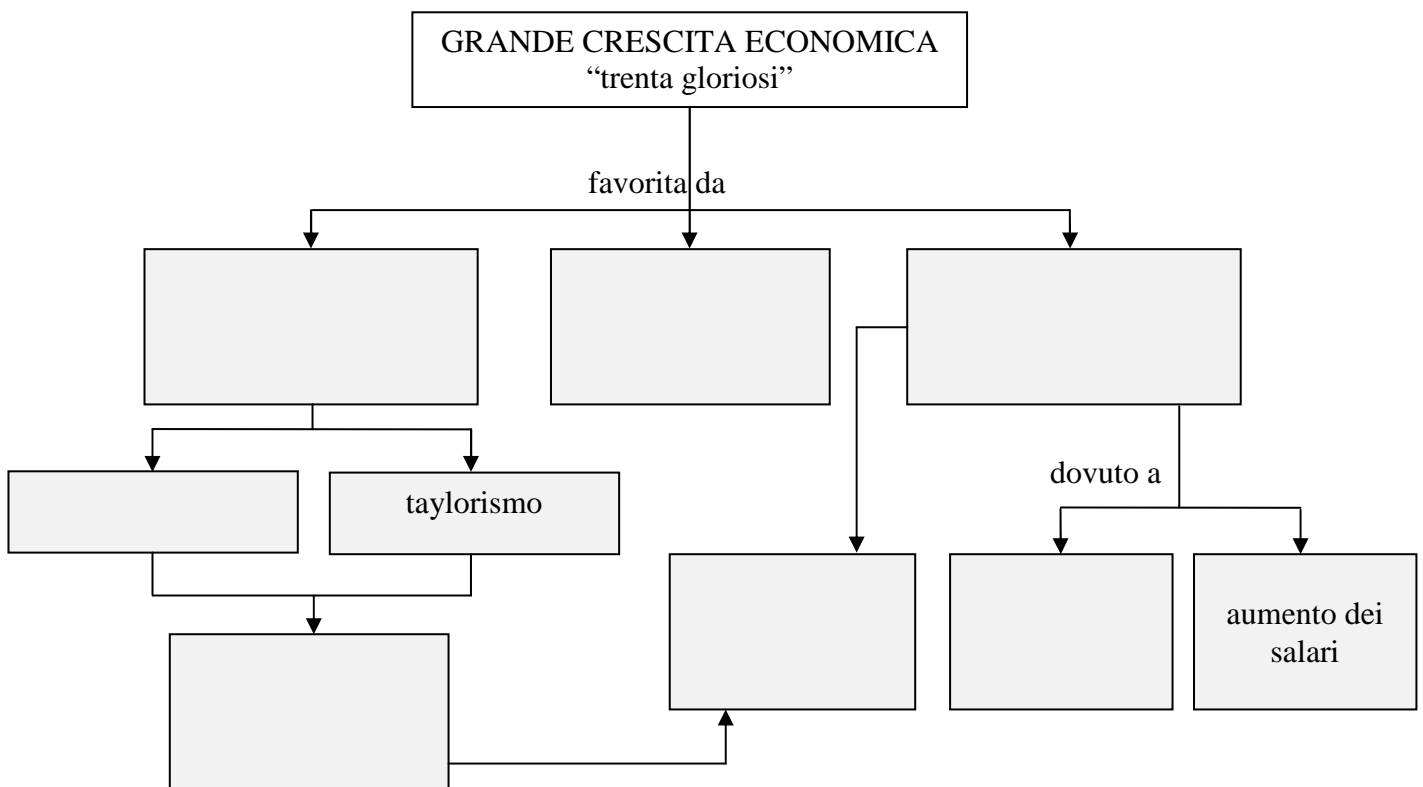 GRANDE CRESCITA ECONOMICA
“trenta gloriosi”
favorita da
taylorismo
dovuto a
aumento dei
salari